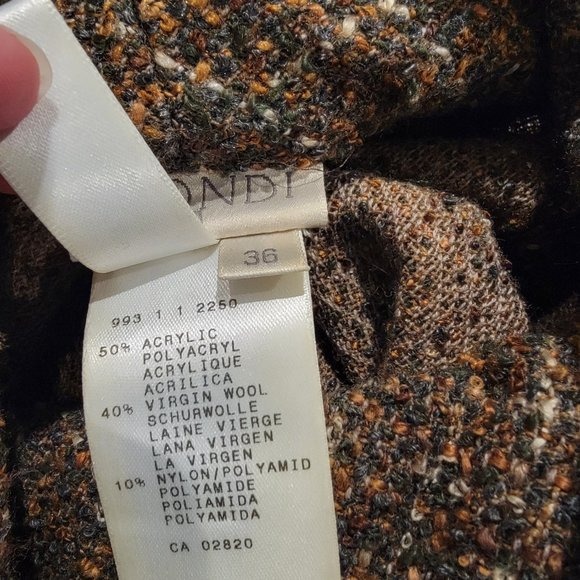 ONDI
36
993 1 1 2250
50% ACRYLIC
POLYACRYL
ACRYLIQUE
ACRILICA
40% VIRGIN WOOL
SCHURWOLLE
LAINE VIERGE
LANA VERGEN
LA VIRGEN
10% NYLON/POLYAMID
POLYAMIDE
POLIAMIDA
POLYAMIDA
CA 02820